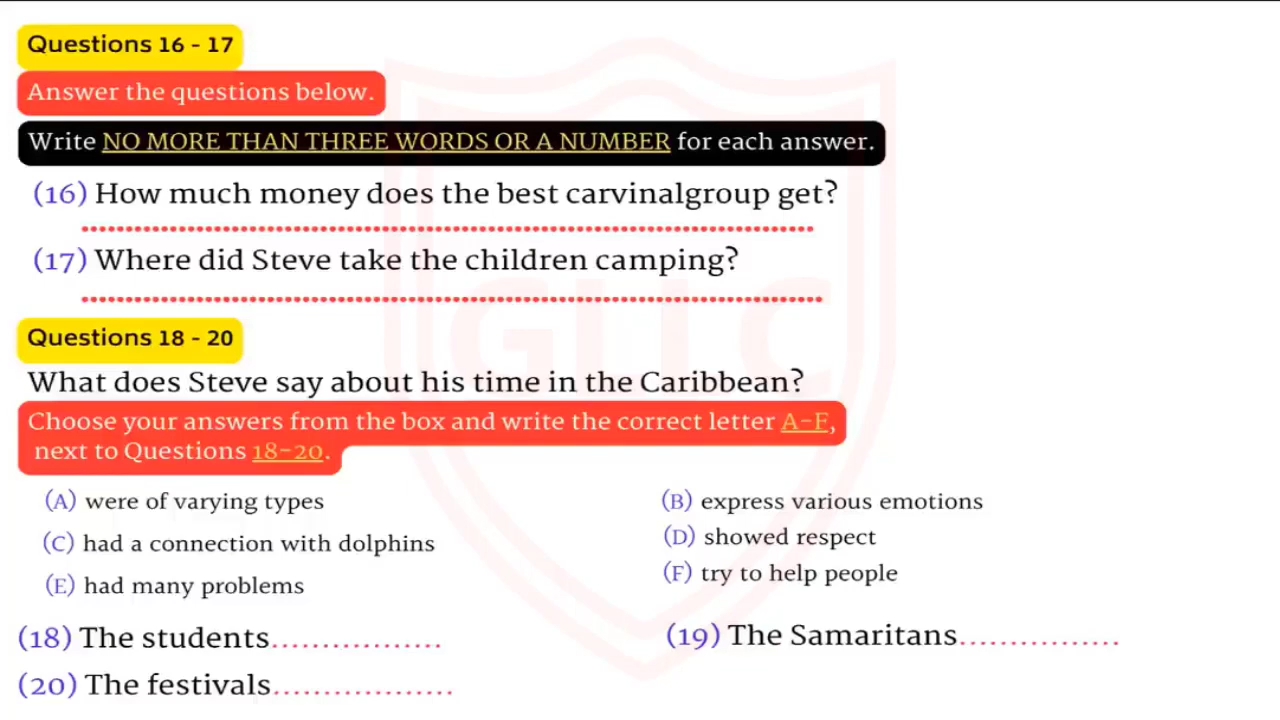 Questions 16 - 17
Answer the questions below.
Write NO MORE THAN THREE WORDS OR A NUMBER for each answer.
(16) How much money does the best carvinalgroup get?
(17) Where did Steve take the children camping?
Questions 18 - 20
What does Steve say about his time in the Caribbean?
Choose your answers from the box and write the correct letter A-F,
next to Questions 18-20.
(A) were of varying types
(B) express various emotions
(C) had a connection with dolphins
(D) showed respect
(E) had many problems
(F) try to help people
(18) The students.................
(19) The Samaritans................
(20) The festivals..................
GLLC